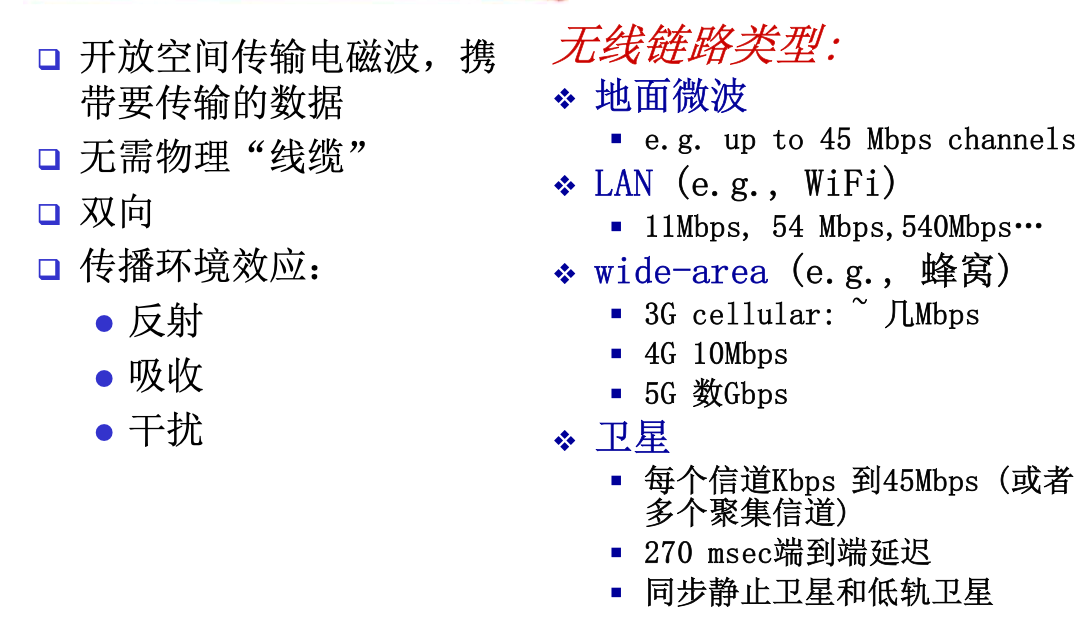 开放空间传输电磁波，携
带要传输的数据
无需物理“线缆”
双向
传播环境效应：
反射
吸收
干扰
无线链路类型:
地面微波
e.g. up to 45 Mbps channels
LAN (e.g., WiFi)
11Mbps, 54 Mbps,540Mbps…
wide-area (e.g., 蜂窝)
3G cellular: ~ 几Mbps
4G 10Mbps
5G 数Gbps
卫星
每个信道Kbps 到45Mbps (或者
多个聚集信道)
270 msec端到端延迟
同步静止卫星和低轨卫星